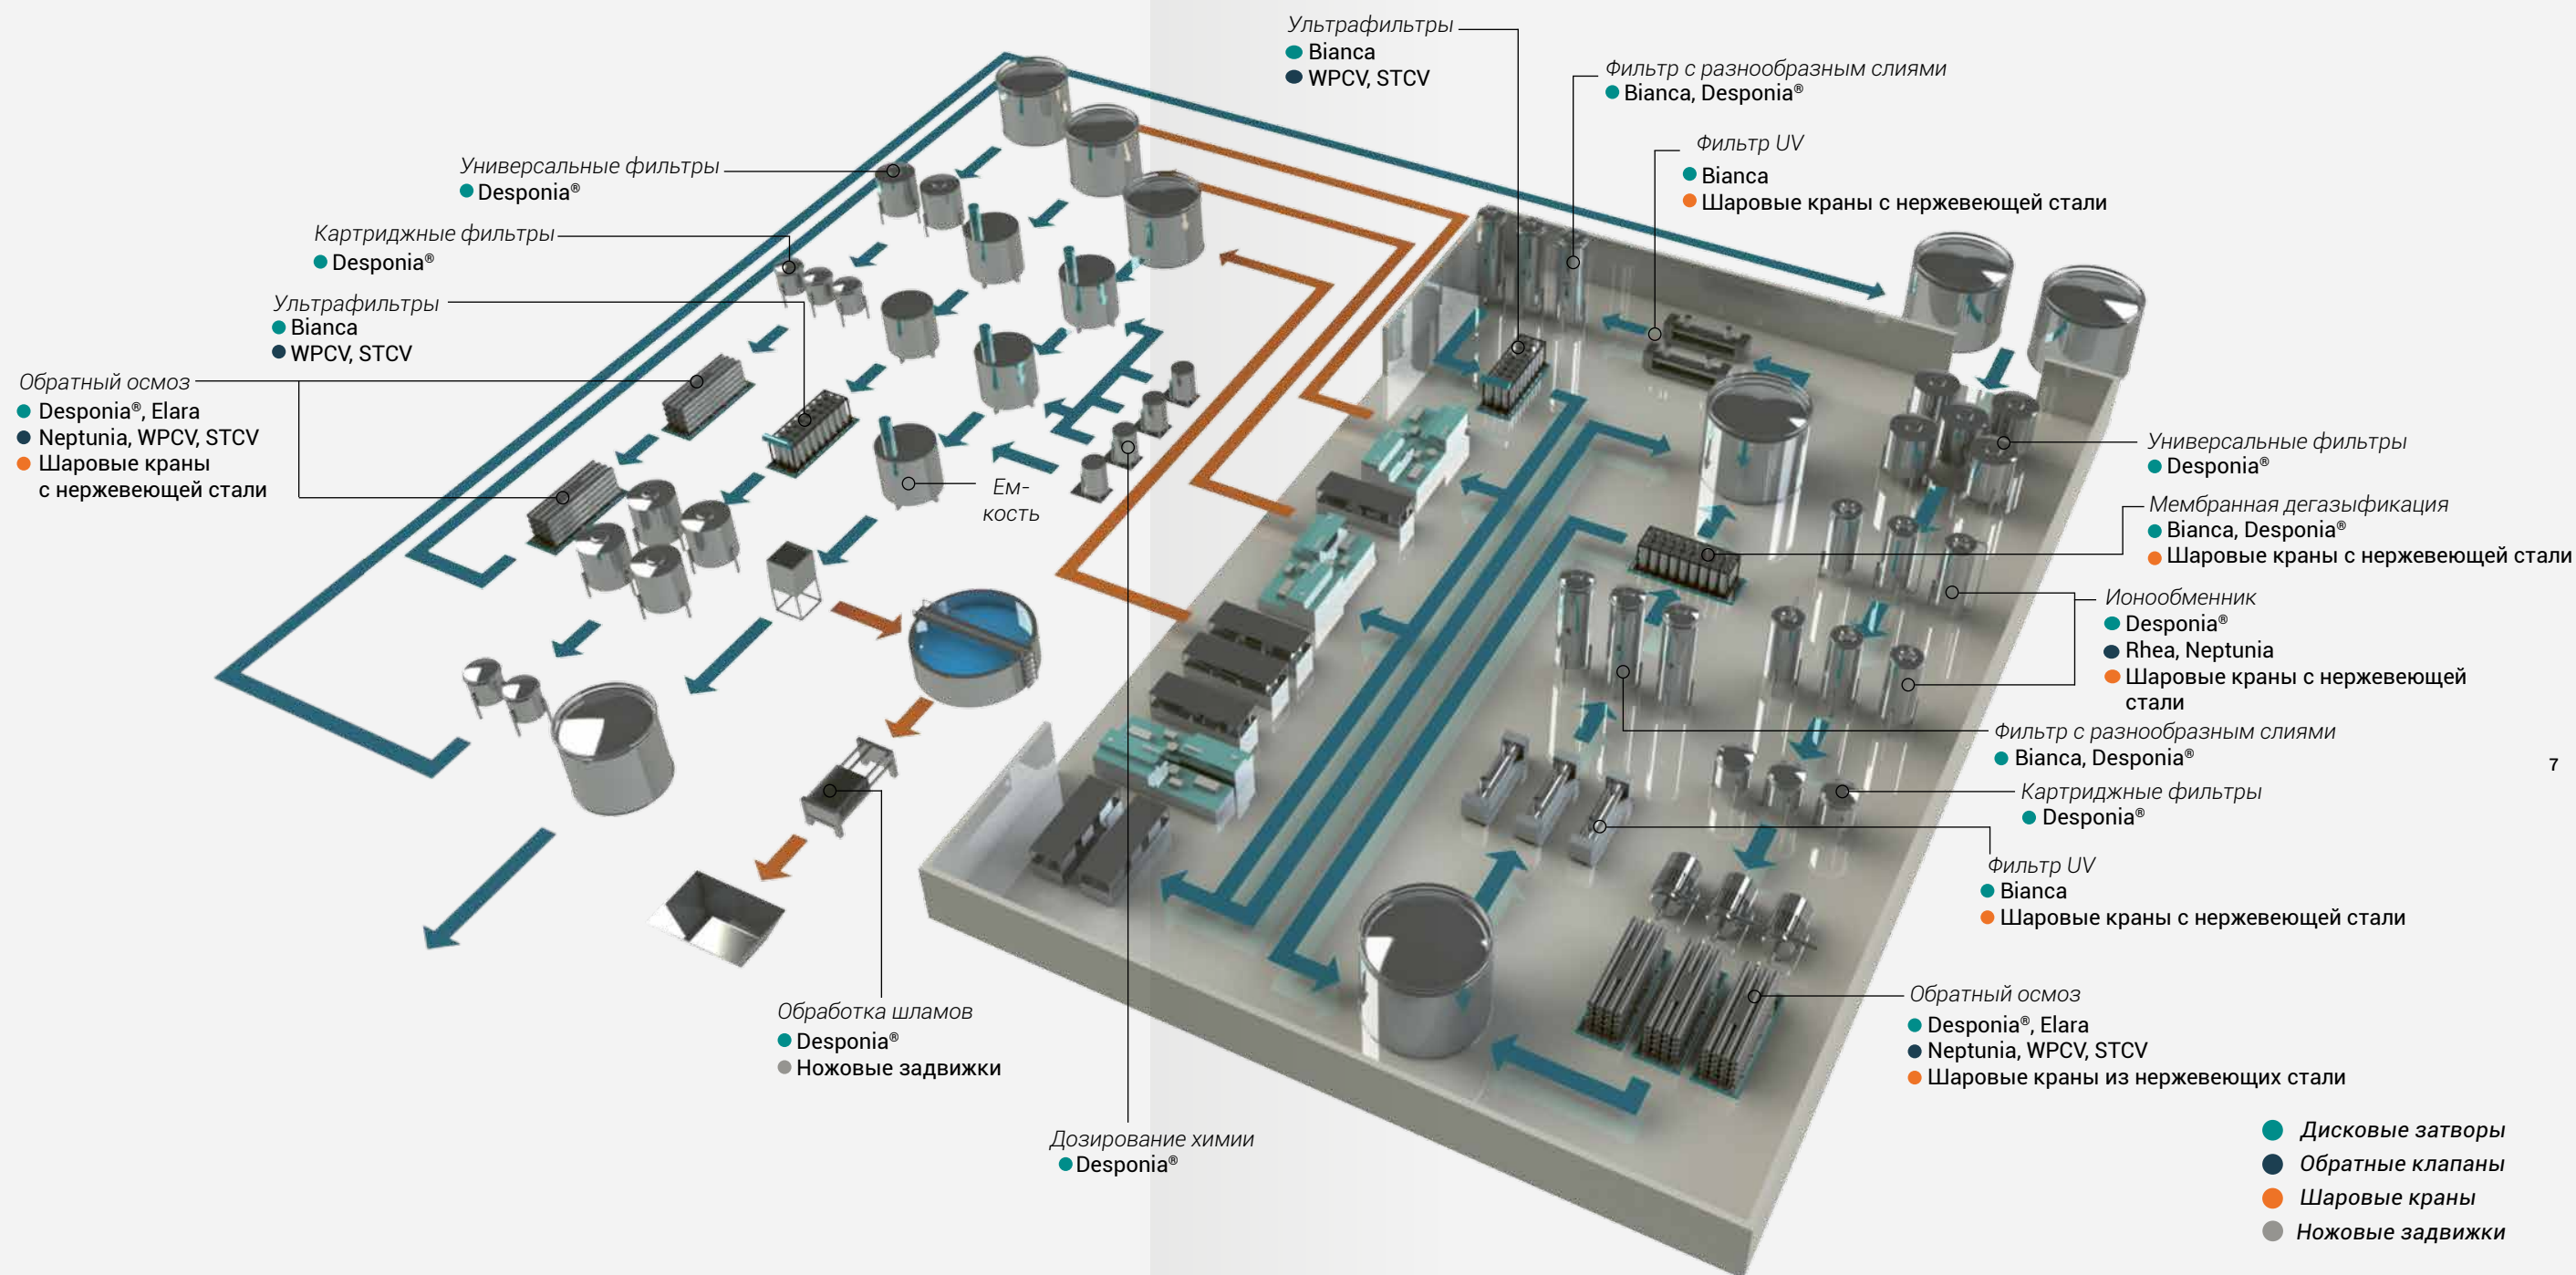 Ультрафильтры
Bianca
WPCV, STCV
Фильтр с разнообразным слиями
Bianca, Desponia®
Фильтр UV
Bianca
Шаровые краны с нержевеющей стали
Универсальные фильтры
Desponia®
Картриджные фильтры
Desponia®
Ультрафильтры
Bianca
WPCV, STCV
Обратный осмоз
Desponia®, Elara
Neptunia, WPCV, STCV
Шаровые краны
с нержевеющей стали
Ем-
кость
Универсальные фильтры
Desponia®
Мембранная дегазыфикация
Bianca, Desponia®
Шаровые краны с нержевеющей стали
Ионообменник
Desponia®
Rhea, Neptunia
Шаровые краны с нержевеющей
стали
Фильтр с разнообразным слиями
Bianca, Desponia®
7
Картриджные фильтры
Desponia®
Фильтр UV
Bianca
Шаровые краны с нержевеющей стали
Обратный осмоз
Desponia®, Elara
Neptunia, WPCV, STCV
Шаровые краны из нержевеющих стали
Обработка шламов
Desponia®
Ножовые задвижки
Дозирование химии
Desponia®
Дисковые затворы
Обратные клапаны
Шаровые краны
Ножовые задвижки